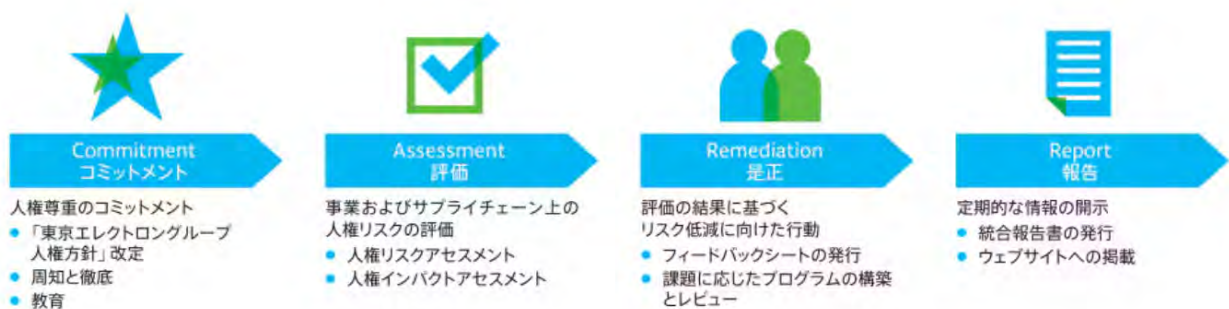 Commitment
コミットメント
人権尊重のコミットメント
● 「東京エレクトロングループ
人権方針」改定
● 周知と徹底
● 教育
Assessment
評価
事業およびサプライチェーン上の
人権リスクの評価
● 人権リスクアセスメント
● 人権インパクトアセスメント
Remediation
是正
評価の結果に基づく
リスク低減に向けた行動
● フィードバックシートの発行
● 課題に応じたプログラムの構築
とレビュー
Report
報告
定期的な情報の開示
● 統合報告書の発行
● ウェブサイトへの掲載